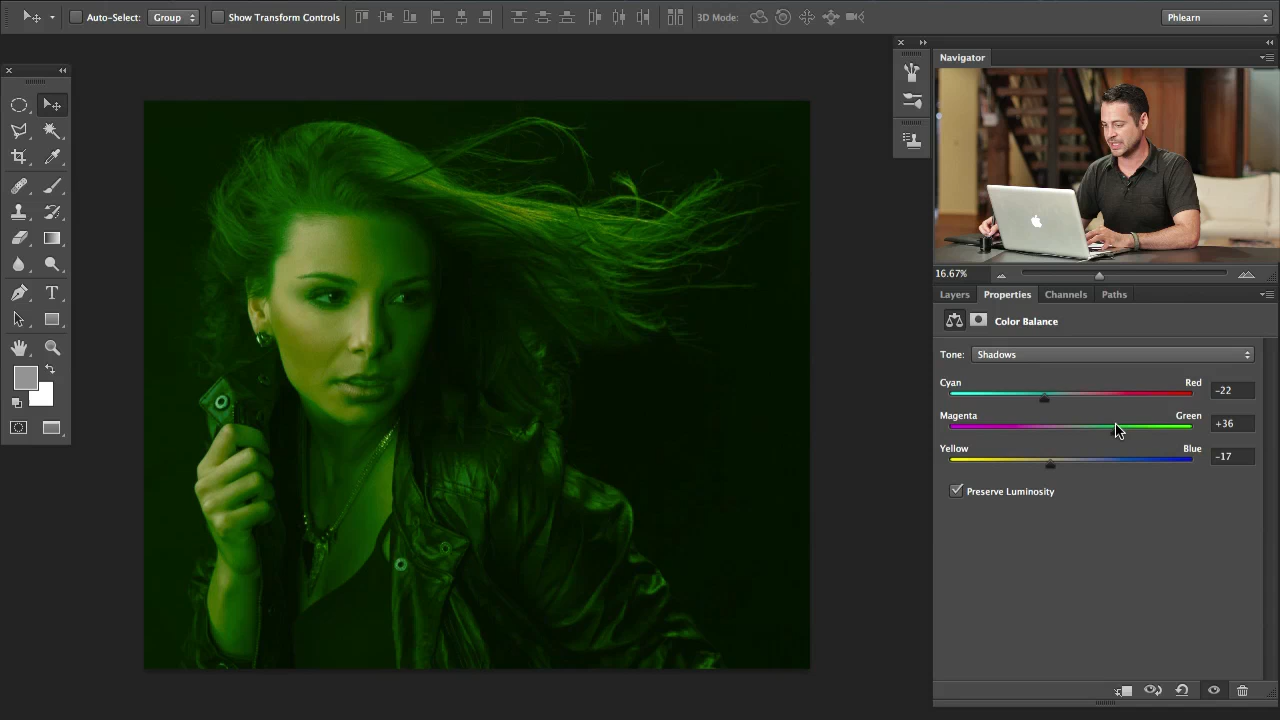 Auto-Select: Group Show Transform Controls 3D Mode: Phlearn
Navigator
16.67%
Layers Properties Channels Paths
Color Balance
Tone: Shadows
Cyan Red -22
Magenta Green +36
Yellow Blue -17
Preserve Luminosity